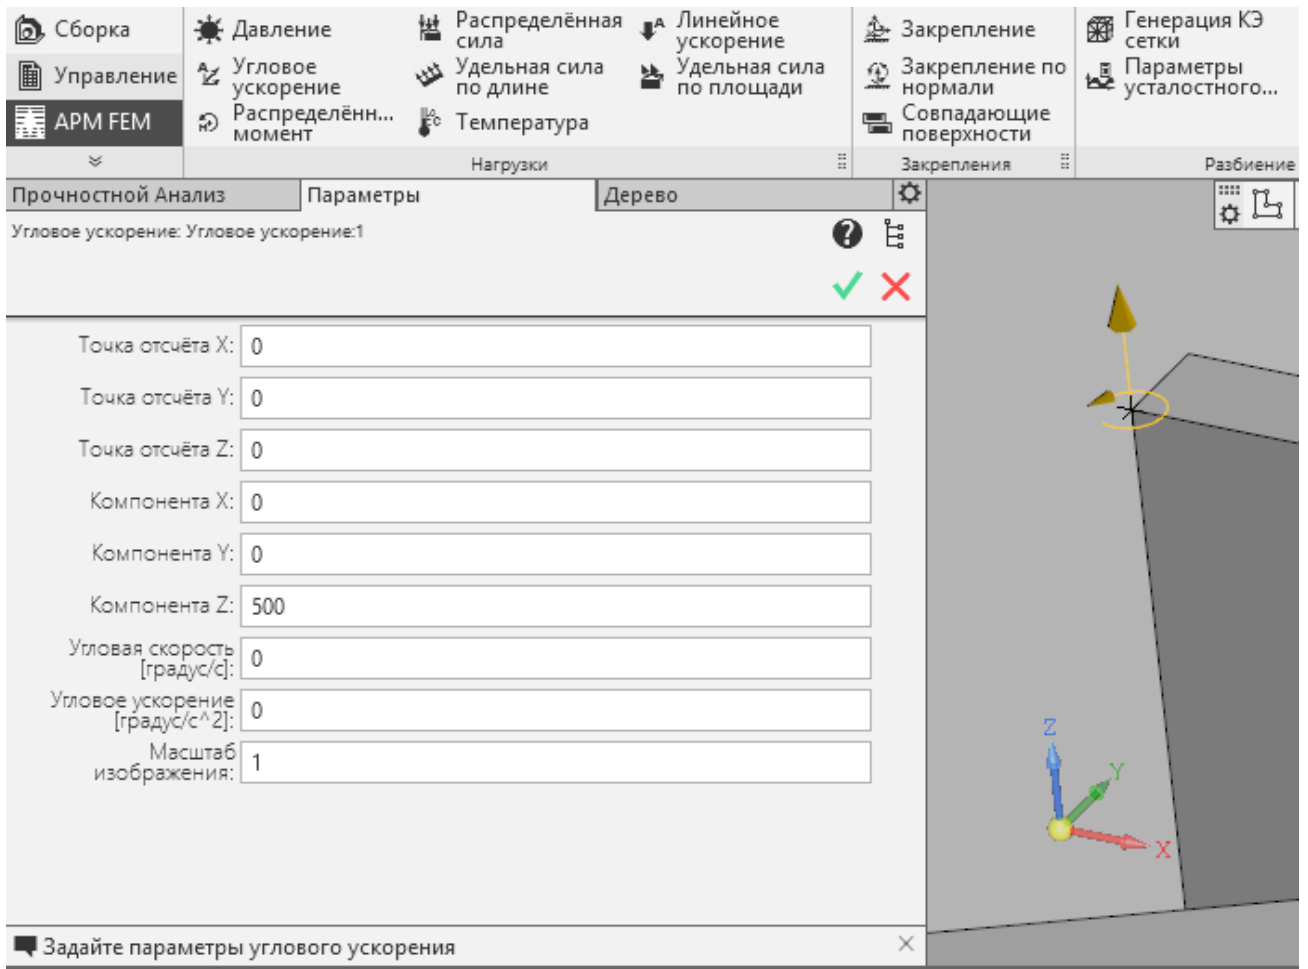 Сборка
Управление
APM FEM
Давление
Угловое
ускорение
Распределённ...
момент
Распределённая
сила
Удельная сила
по длине
Температура
Линейное
ускорение
Удельная сила
по площади
Нагрузки
Закрепление
Закрепление по
нормали
Совпадающие
поверхности
Закрепления
Генерация КЭ
сетки
Параметры
усталостного...
Разбиение
Прочностной Анализ
Параметры
Дерево
Угловое ускорение: Угловое ускорение:1
Точка отсчёта X: 0
Точка отсчёта Y: 0
Точка отсчёта Z: 0
Компонента X: 0
Компонента Y: 0
Компонента Z: 500
Угловая скорость
[градус/с]: 0
Угловое ускорение
[градус/с^2]: 0
Масштаб
изображения: 1
Z
Y
X
Задайте параметры углового ускорения